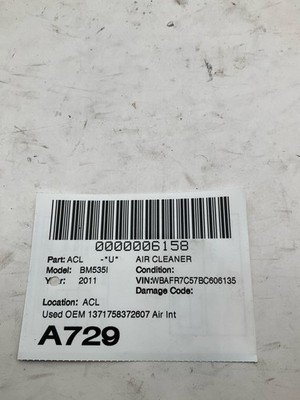 0000006158
Part: ACL -*U* AIR CLEANER
Model: BM535I Condition:
Year: 2011 VIN:WBAFR7C57BC606135
Damage Code:
Location: ACL
Used OEM 1371758372607 Air Int
A729